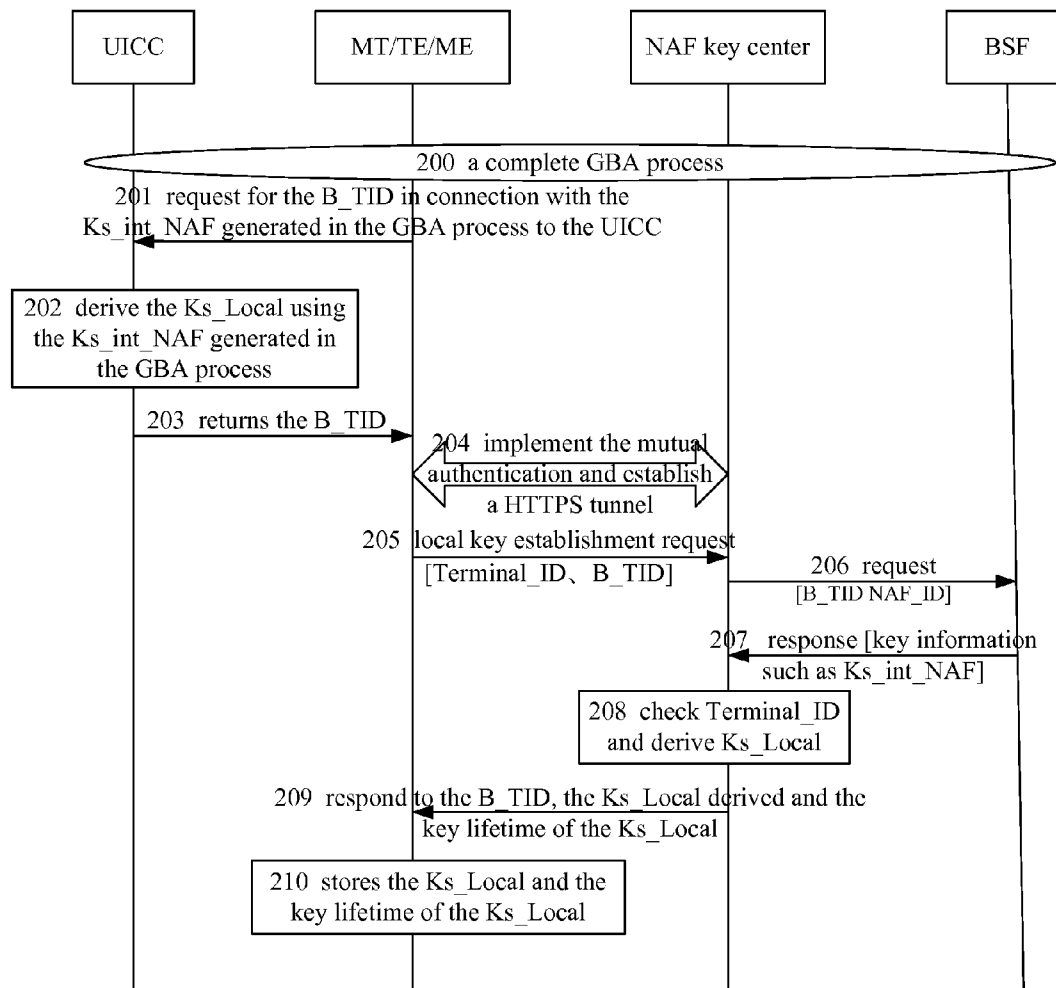 UICC
MT/TE/ME
NAF key center
BSF
200 a complete GBA process
201 request for the B_TID in connection with the
Ks_int_NAF generated in the GBA process to the UICC
202 derive the Ks_Local using
the Ks_int_NAF generated in
the GBA process
203 returns the B_TID
204 implement the mutual
authentication and establish
a HTTPS tunnel
205 local key establishment request
[Terminal_ID、B_TID]
206 request
[B_TID NAF_ID]
207 response [key information
such as Ks_int_NAF]
208 check Terminal_ID
and derive Ks_Local
209 respond to the B_TID, the Ks_Local derived and the
key lifetime of the Ks_Local
210 stores the Ks_Local and the
key lifetime of the Ks_Local